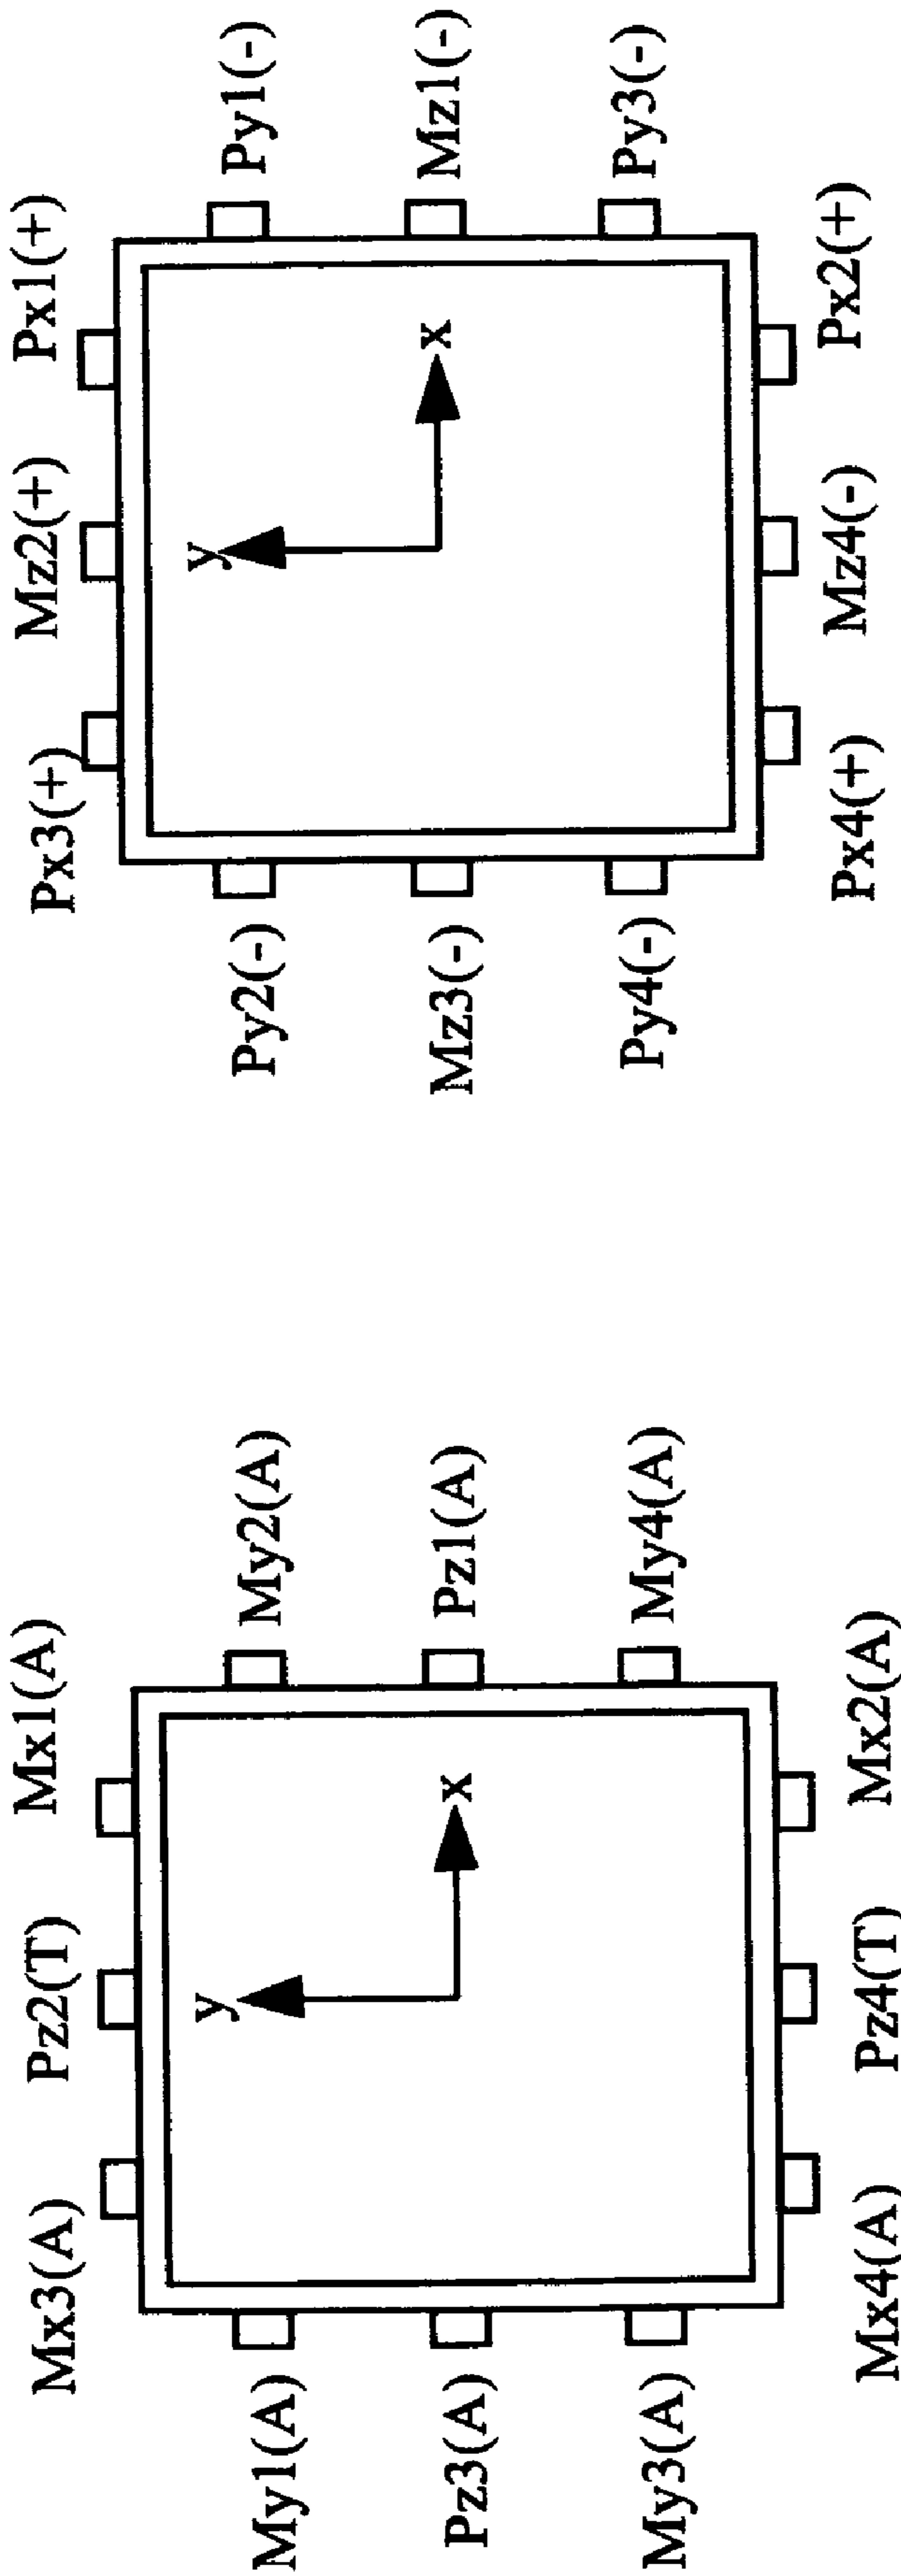 Mx3(A)
Pz2(T)
Mx1(A)
My1(A)
y
My2(A)
Pz3(A)
x
Pz1(A)
My3(A)
My4(A)
Mx4(A)
Pz4(T)
Mx2(A)
Px3(+)
Mz2(+)
Px1(+)
Py2(-)
y
Py1(-)
Mz3(-)
x
Mz1(-)
Py4(-)
Py3(-)
Px4(+)
Mz4(-)
Px2(+)